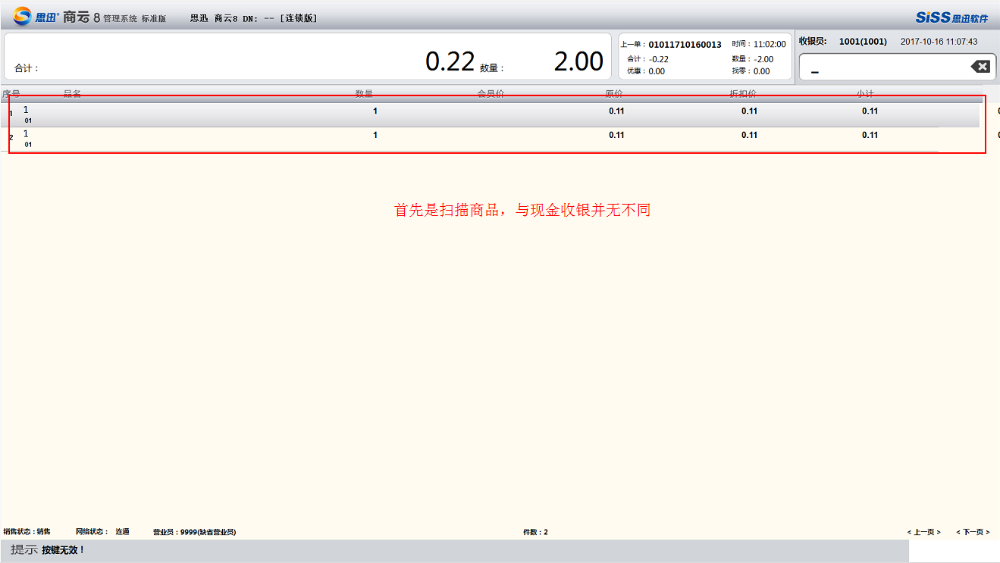 思迅® 商云 8 管理系统 标准版 思迅 商云8 DN: -- [连锁版] SiSS 思迅软件
合计： 0.22 数量： 2.00
上一单：01011710160013 时间：11:02:00
合计：-0.22 数量：-2.00
优惠：0.00 找零：0.00
收银员: 1001(1001) 2017-10-16 11:07:43
序号 品名 数量 会员价 原价 折扣价 小计
1 1 1 0.11 0.11 0.11
01
2 1 1 0.11 0.11 0.11
01
首先是扫描商品，与现金收银并无不同
销售状态：销售 网络状态： 连通 营业员：9999(缺省营业员) 件数：2 < 上一页 > < 下一页 >
提示 按键无效！